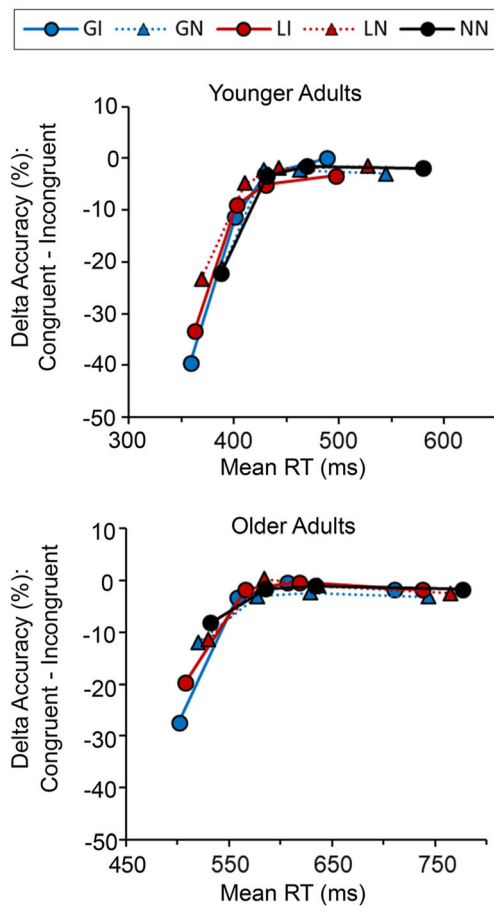 GI GN LI LN NN
Younger Adults
Delta Accuracy (%):
Congruent - Incongruent
10
0
-10
-20
-30
-40
-50
300 400 500 600
Mean RT (ms)
Older Adults
Delta Accuracy (%):
Congruent - Incongruent
10
0
-10
-20
-30
-40
-50
450 550 650 750
Mean RT (ms)